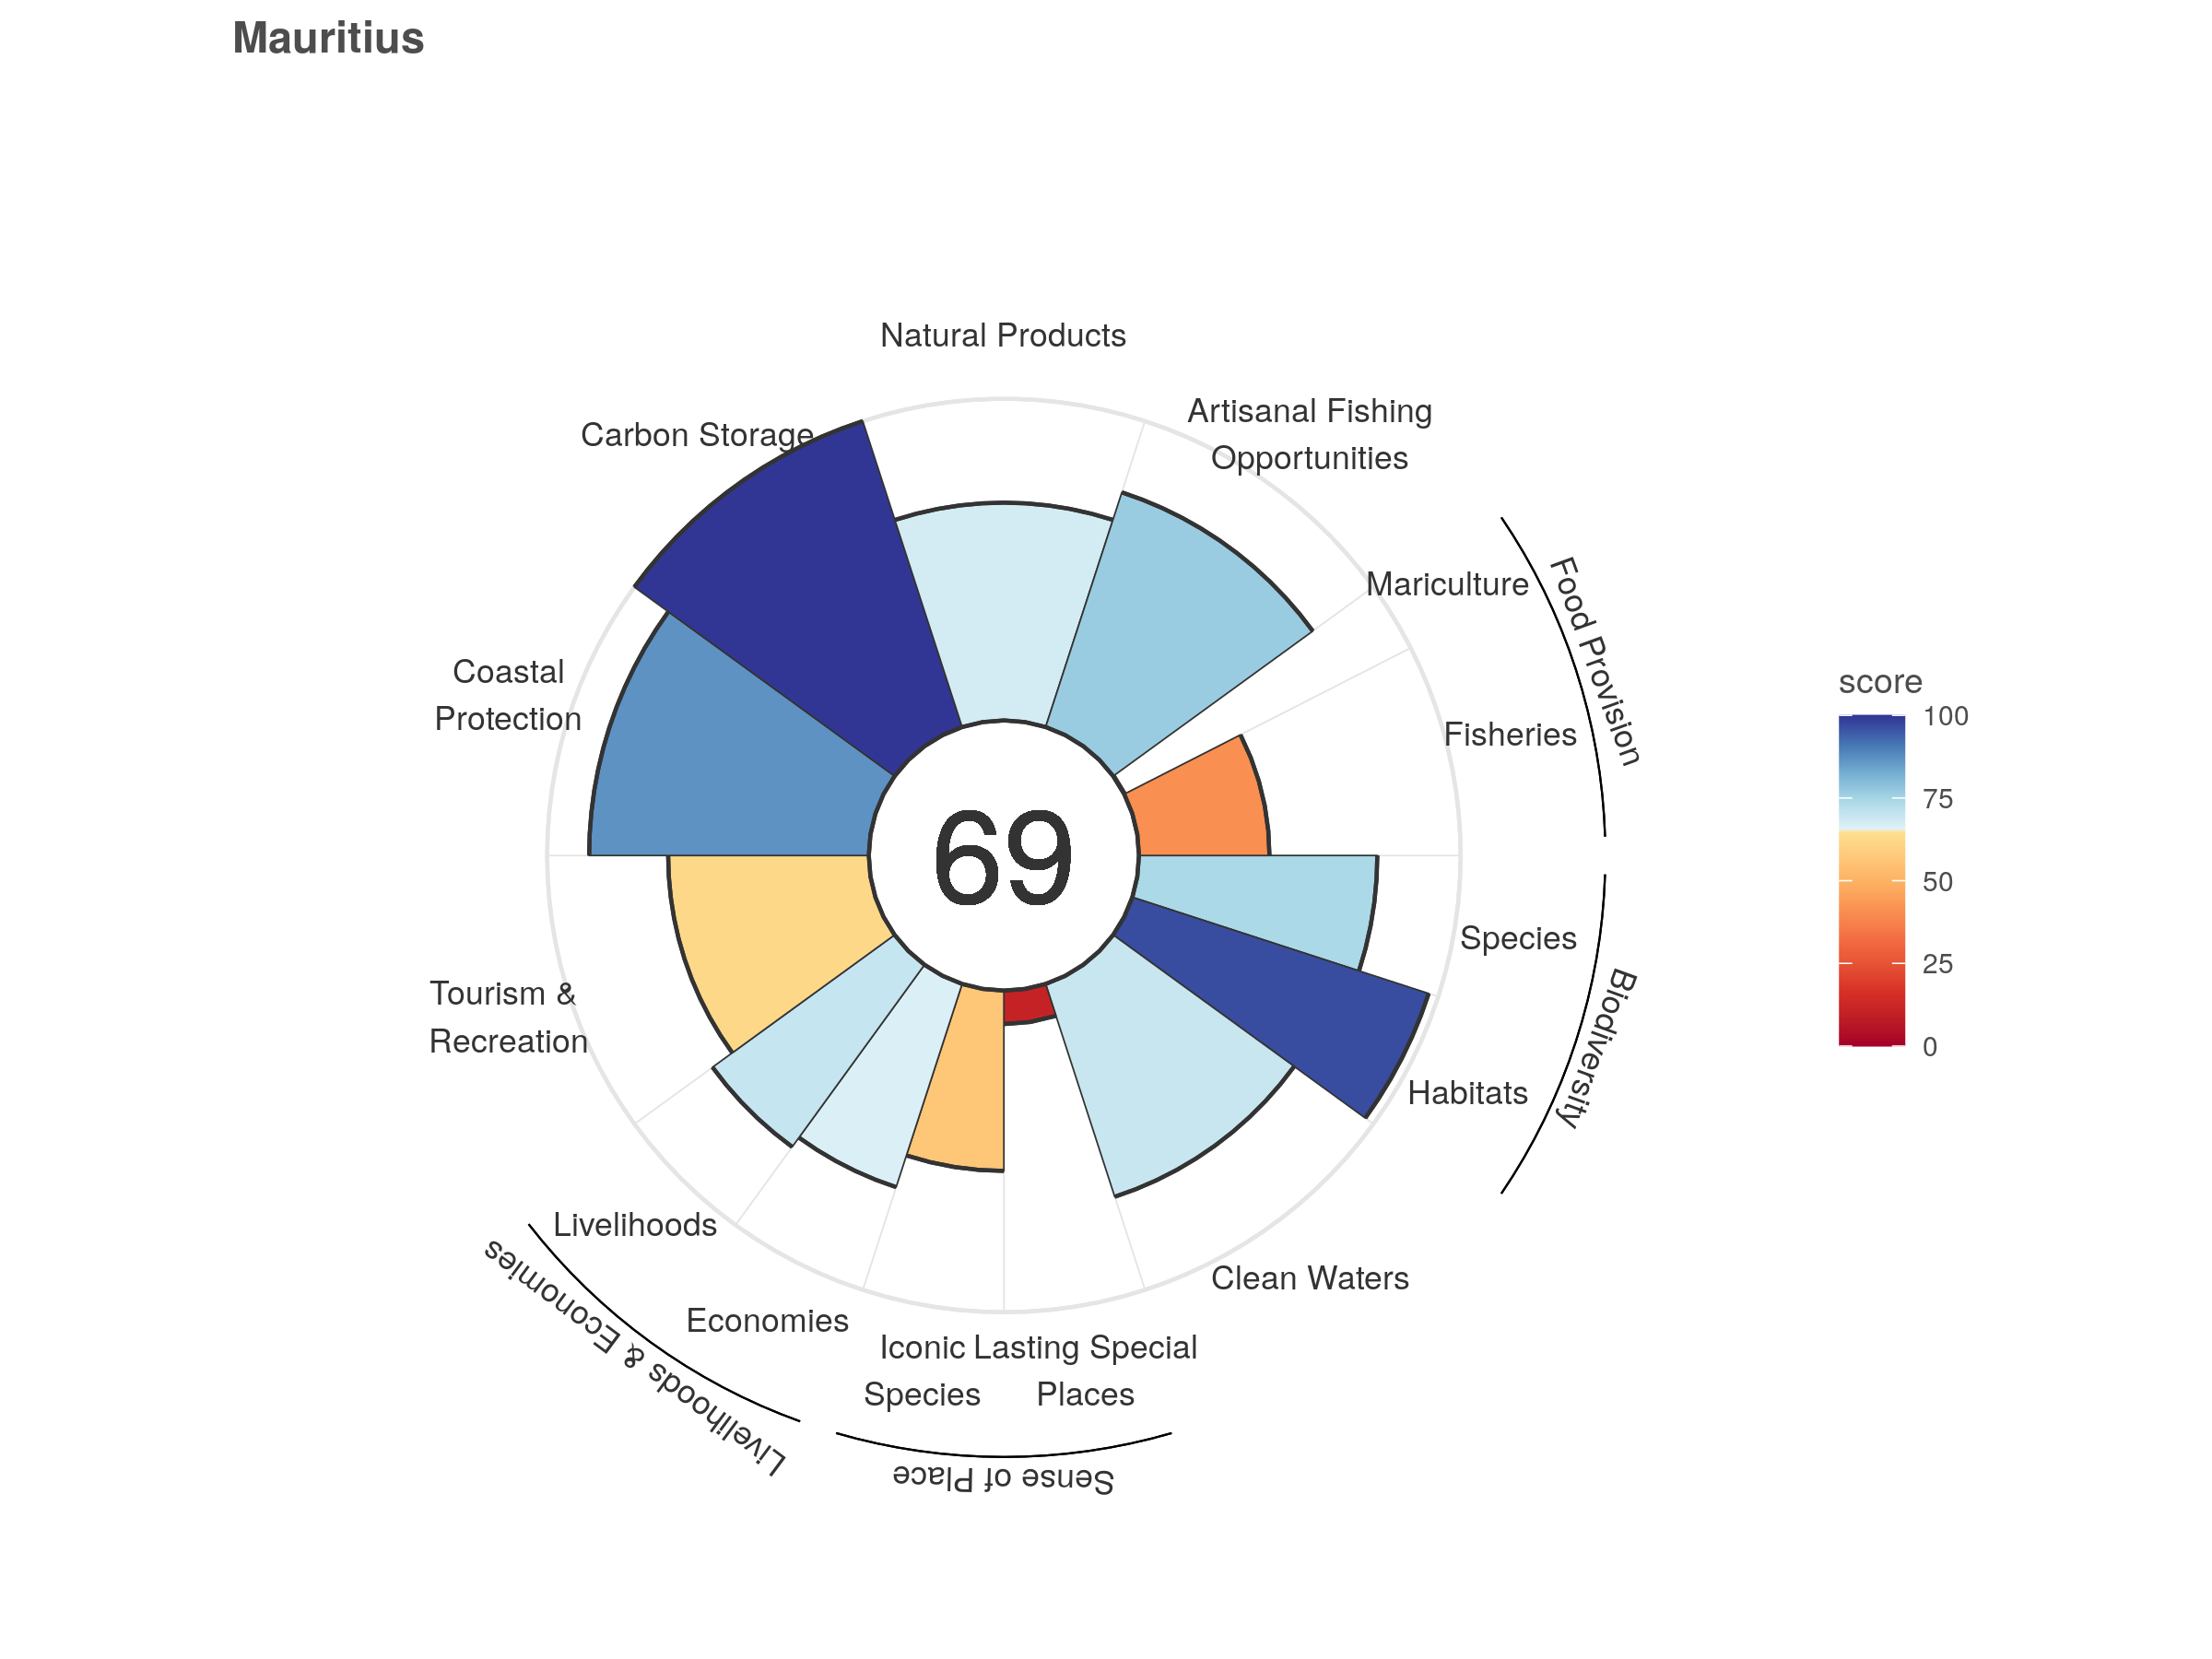 Mauritius
Natural Products
Artisanal Fishing
Opportunities
Carbon Storage
Mariculture
Food Provision
Coastal
Protection
Fisheries
score
100
75
50
25
0
69
Species
Biodiversity
Tourism &
Recreation
Habitats
Livelihoods
Clean Waters
Livelihoods & Economies
Economies
Iconic
Species
Lasting Special
Places
Sense of Place